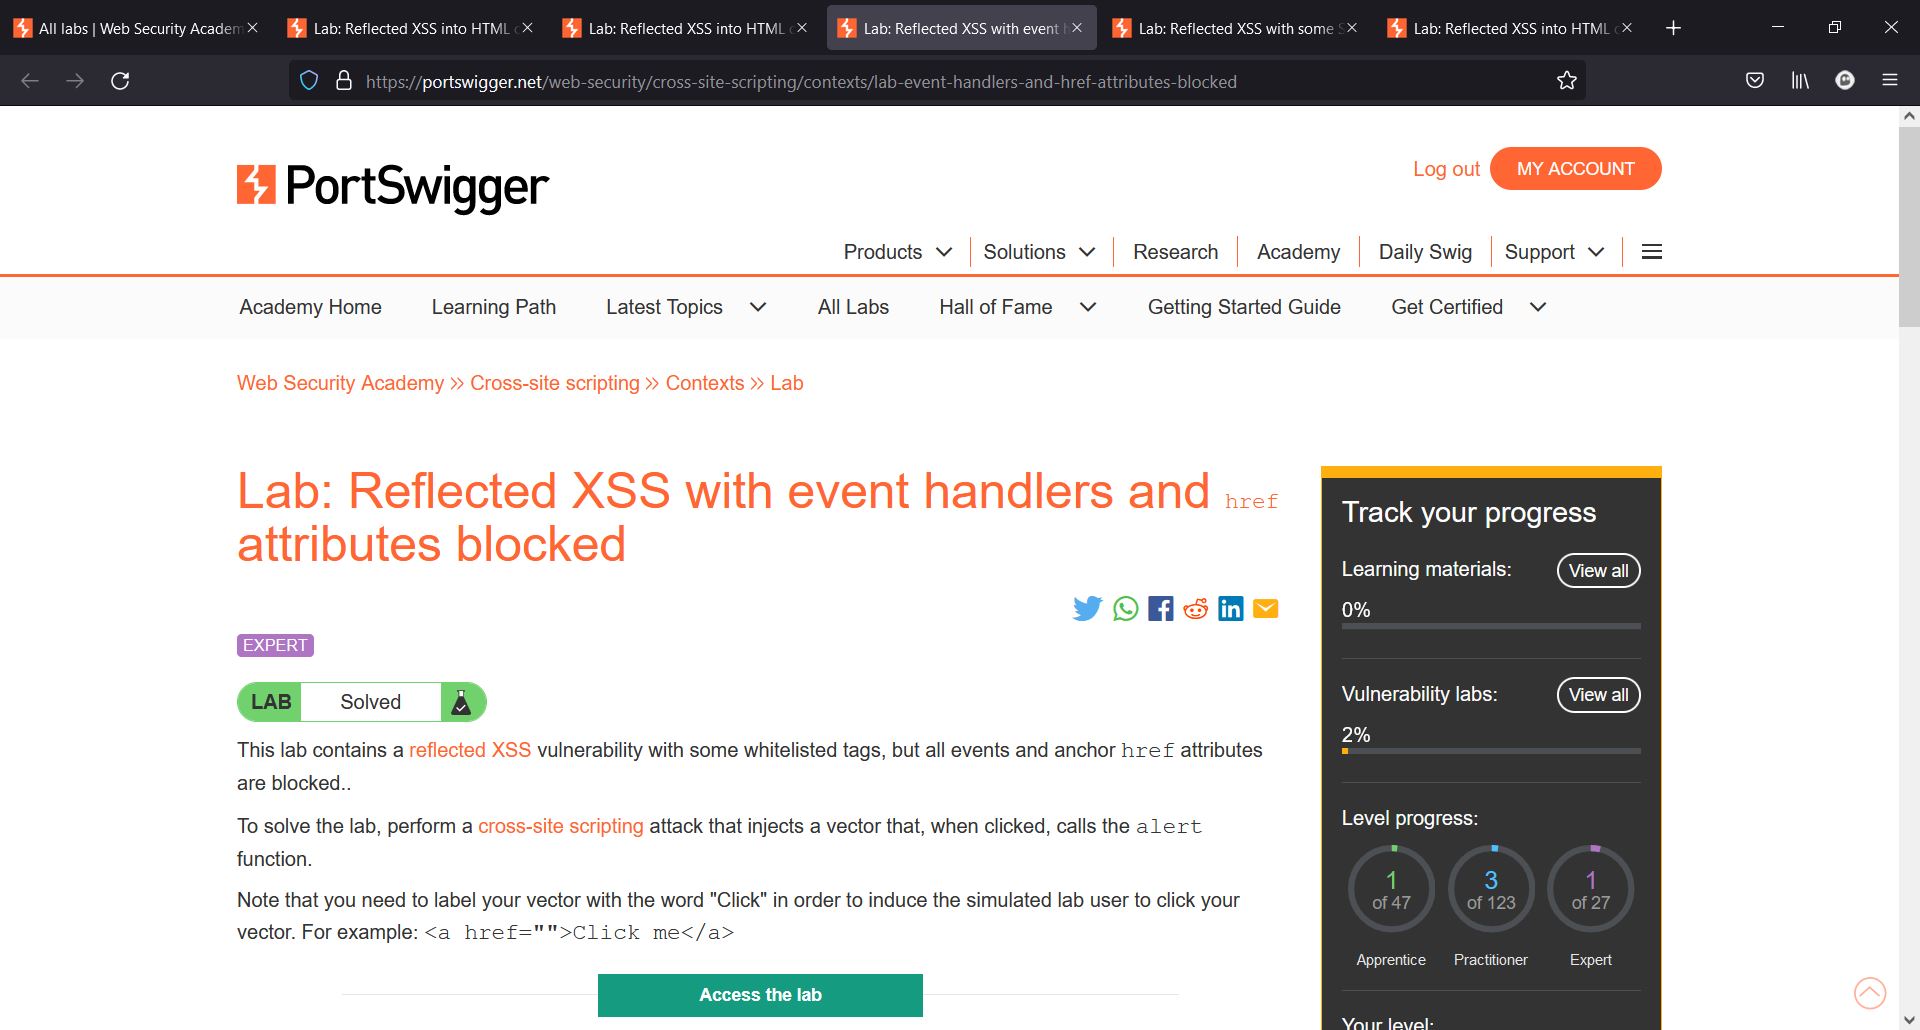 All labs | Web Security Academ
Lab: Reflected XSS into HTML c
Lab: Reflected XSS into HTML c
Lab: Reflected XSS with event h
Lab: Reflected XSS with some S
Lab: Reflected XSS into HTML c
https://portswigger.net/web-security/cross-site-scripting/contexts/lab-event-handlers-and-href-attributes-blocked
PortSwigger
Log out
MY ACCOUNT
Products
Solutions
Research
Academy
Daily Swig
Support
Academy Home
Learning Path
Latest Topics
All Labs
Hall of Fame
Getting Started Guide
Get Certified
Web Security Academy >> Cross-site scripting >> Contexts >> Lab
Lab: Reflected XSS with event handlers and href
attributes blocked
EXPERT
LAB Solved
This lab contains a reflected XSS vulnerability with some whitelisted tags, but all events and anchor href attributes
are blocked..
To solve the lab, perform a cross-site scripting attack that injects a vector that, when clicked, calls the alert
function.
Note that you need to label your vector with the word "Click" in order to induce the simulated lab user to click your
vector. For example: <a href="">Click me</a>
Access the lab
Track your progress
Learning materials:
View all
0%
Vulnerability labs:
View all
2%
Level progress:
1
of 47
3
of 123
1
of 27
Apprentice
Practitioner
Expert
Your level: